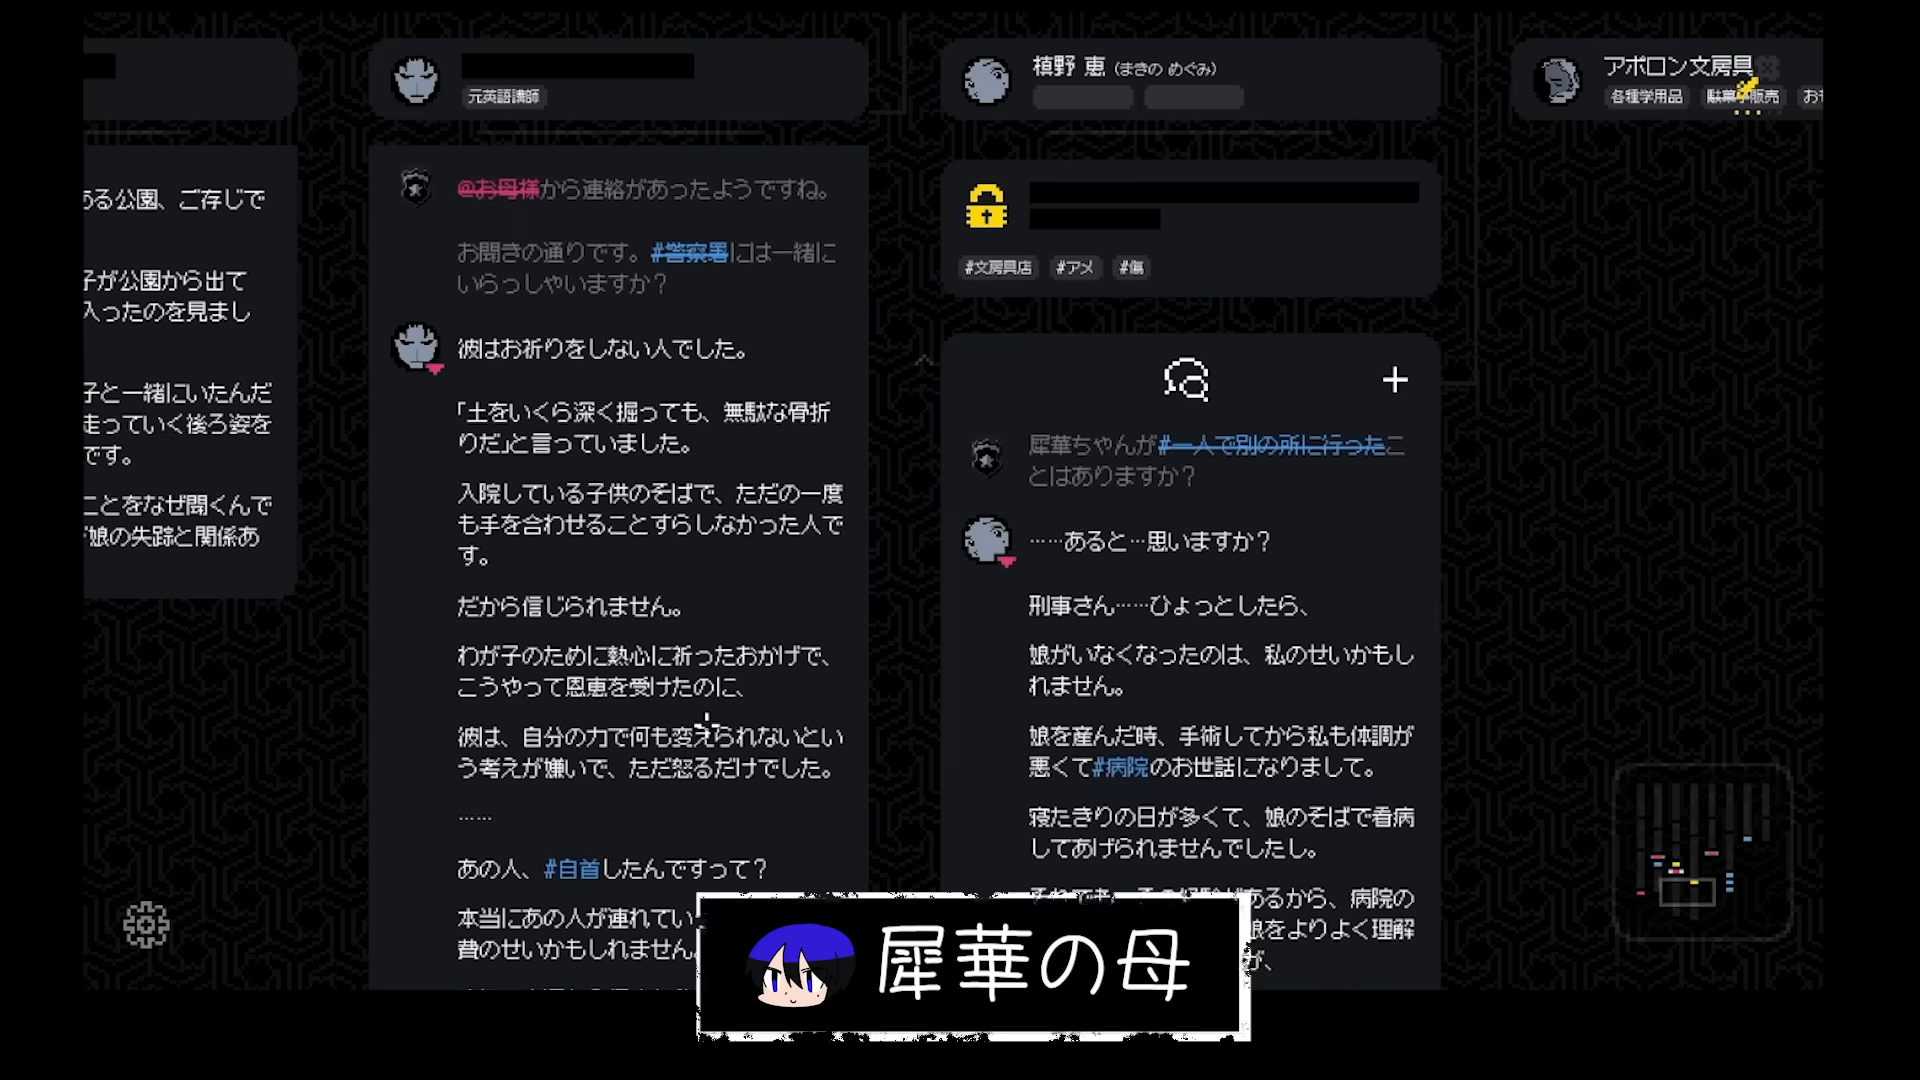 ある公園、ご存じで
子が公園から出て
入ったのを見まし
子と一緒にいたんだ
走っていく後ろ姿を
です。
ことをなぜ聞くんで
娘の失踪と関係あ
元英語講師
@お母様から連絡があったようですね。
お聞きの通りです。#警察署には一緒に
いらっしゃいますか？
彼はお祈りをしない人でした。
「土をいくら深く掘っても、無駄な骨折
りだ」と言っていました。
入院している子供のそばで、ただの一度
も手を合わせることすらしなかった人で
す。
だから信じられません。
わが子のために熱心に祈ったおかげで、
こうやって恩恵を受けたのに、
彼は、自分の力で何も変えられないとい
う考えが嫌いで、ただ怒るだけでした。
……
あの人、#自首したんですって？
本当にあの人が連れてい
費のせいかもしれません。
槙野 恵 (まきの めぐみ)
#文房具店 #アメ #傷
犀華ちゃんが#一人で別の所に行ったこ
とはありますか？
……あると…思いますか？
刑事さん……ひょっとしたら、
娘がいなくなったのは、私のせいかもし
れません。
娘を産んだ時、手術してから私も体調が
悪くて#病院のお世話になりまして。
寝たきりの日が多くて、娘のそばで看病
してあげられませんでしたし。
あるから、病院の
娘をよりよく理解
が、
アポロン文房具
各種学用品 駄菓子販売 おも
犀華の母